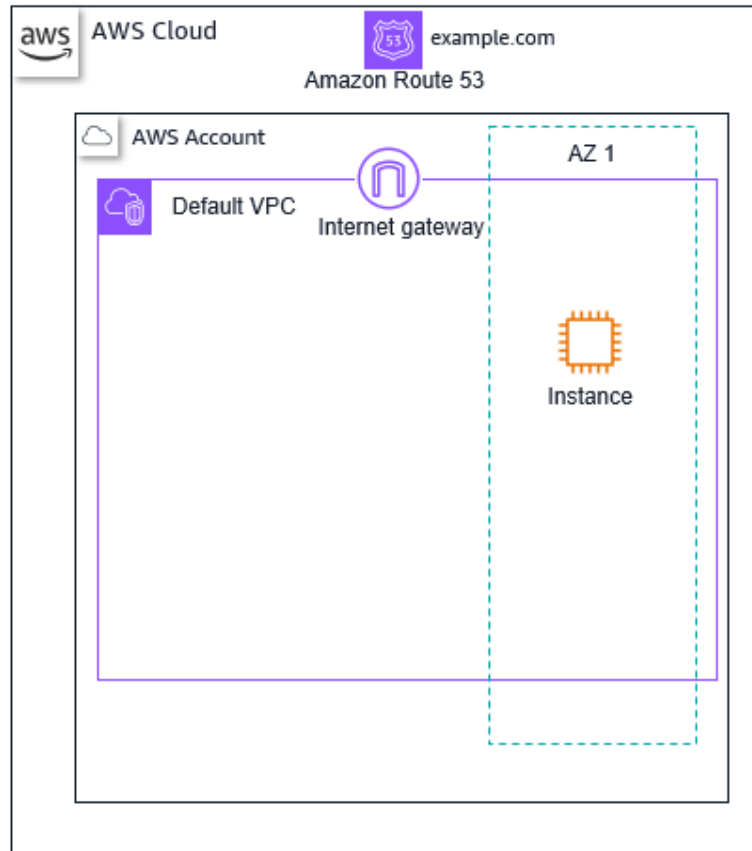 aws
AWS Cloud
53
example.com
Amazon Route 53
AWS Account
AZ 1
Default VPC
Internet gateway
Instance